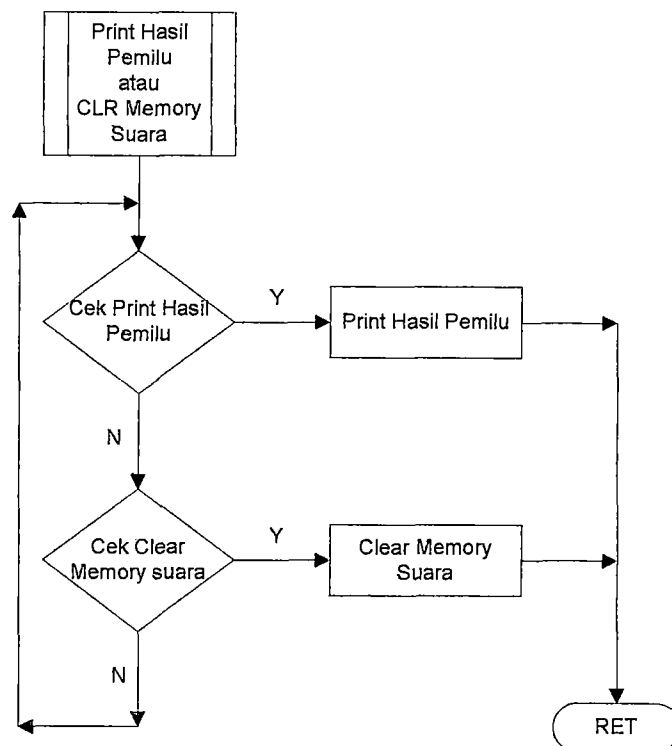 Print Hasil
Pemilu
atau
CLR Memory
Suara
Cek Print Hasil
Pemilu
Y
Print Hasil Pemilu
N
Cek Clear
Memory suara
Y
Clear Memory
Suara
N
RET